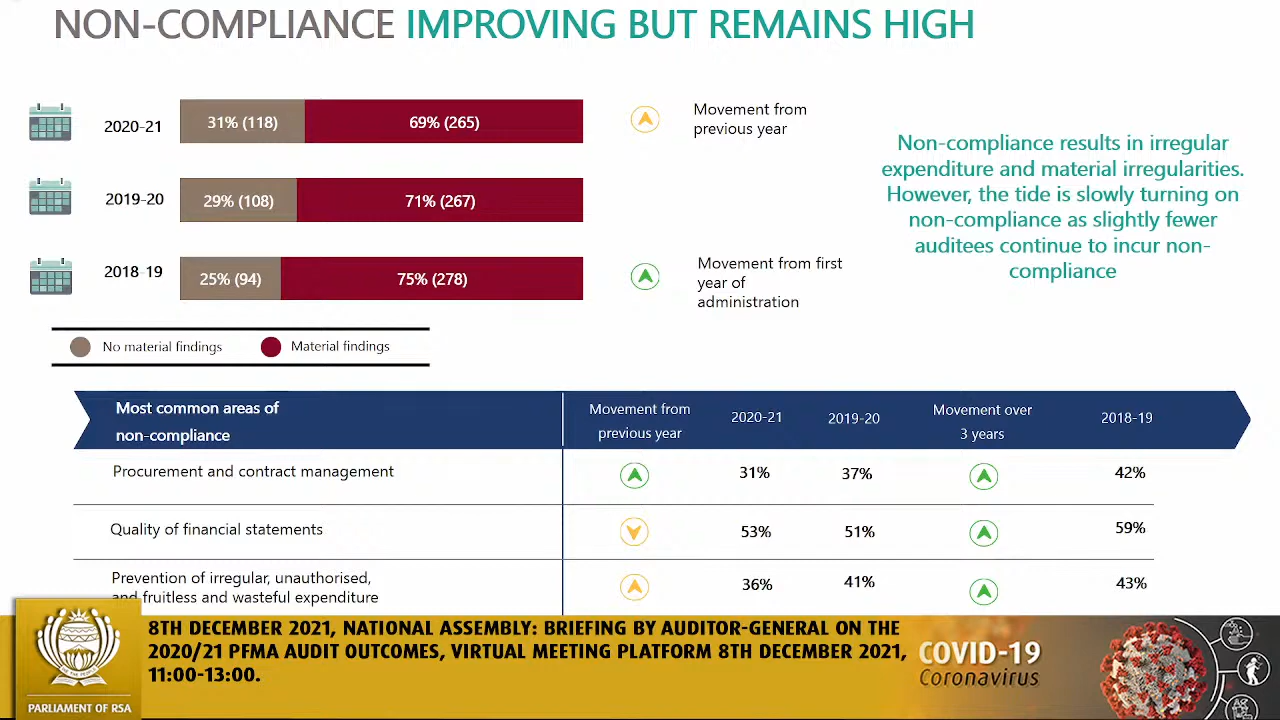 NON-COMPLIANCE IMPROVING BUT REMAINS HIGH
2020-21
31% (118)
69% (265)
Movement from
previous year
2019-20
29% (108)
71% (267)
2018-19
25% (94)
75% (278)
Movement from first
year of
administration
Non-compliance results in irregular
expenditure and material irregularities.
However, the tide is slowly turning on
non-compliance as slightly fewer
auditees continue to incur non-
compliance
No material findings
Material findings
Most common areas of
non-compliance
Movement from
previous year
2020-21
2019-20
Movement over
3 years
2018-19
Procurement and contract management
31%
37%
42%
Quality of financial statements
53%
51%
59%
Prevention of irregular, unauthorised,
and fruitless and wasteful expenditure
36%
41%
43%
8TH DECEMBER 2021, NATIONAL ASSEMBLY: BRIEFING BY AUDITOR-GENERAL ON THE
2020/21 PFMA AUDIT OUTCOMES, VIRTUAL MEETING PLATFORM 8TH DECEMBER 2021,
11:00-13:00.
PARLIAMENT OF RSA
COVID-19
Coronavirus